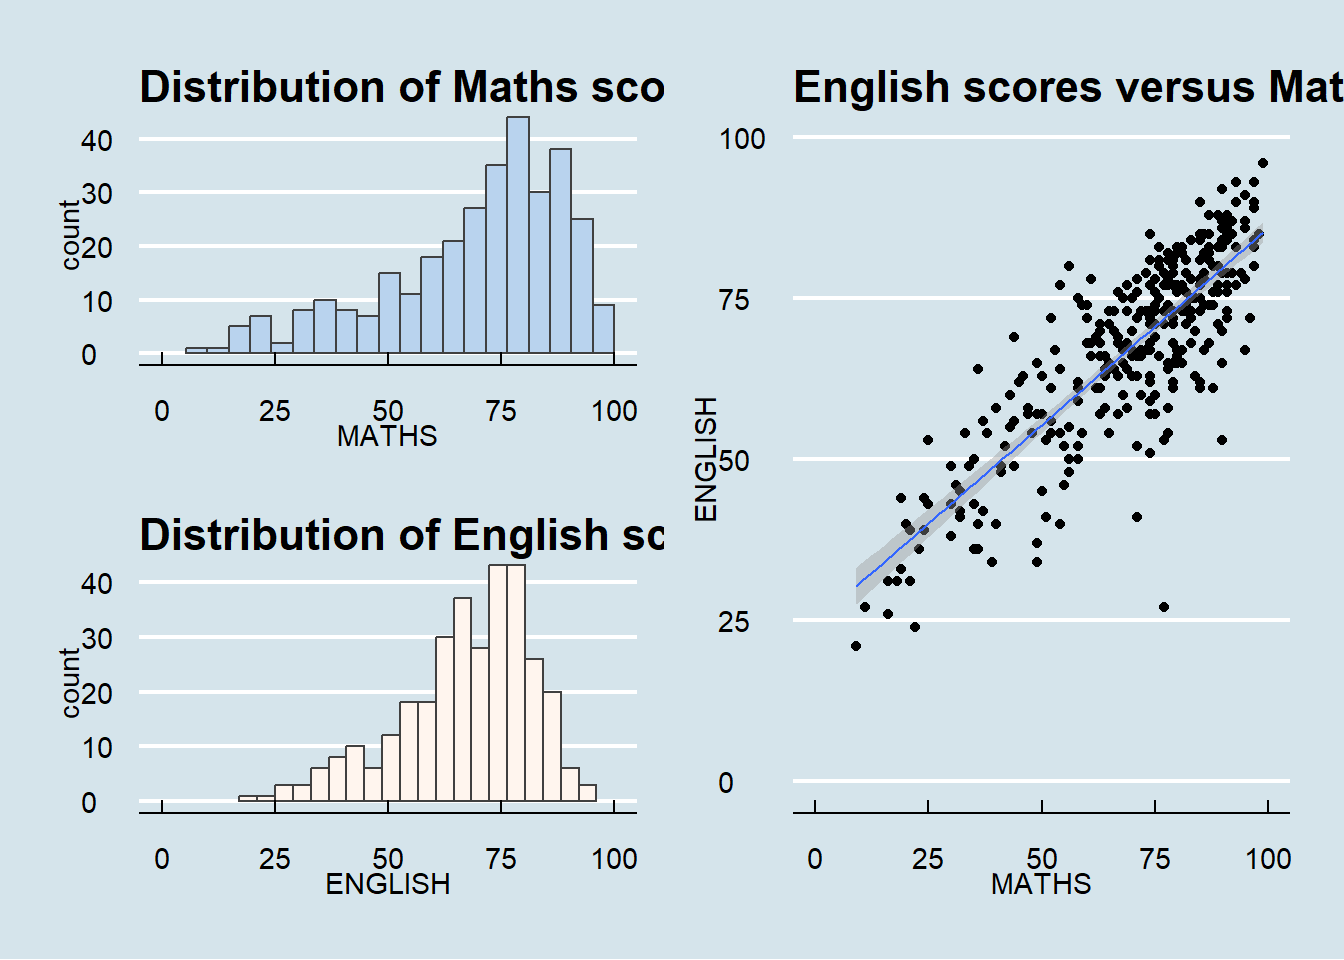 Distribution of Maths sco
40
30
20
10
0
count
0 25 50 75 100
MATHS
Distribution of English sc
40
30
20
10
0
count
0 25 50 75 100
ENGLISH
English scores versus Mat
100
75
50
25
0
ENGLISH
0 25 50 75 100
MATHS